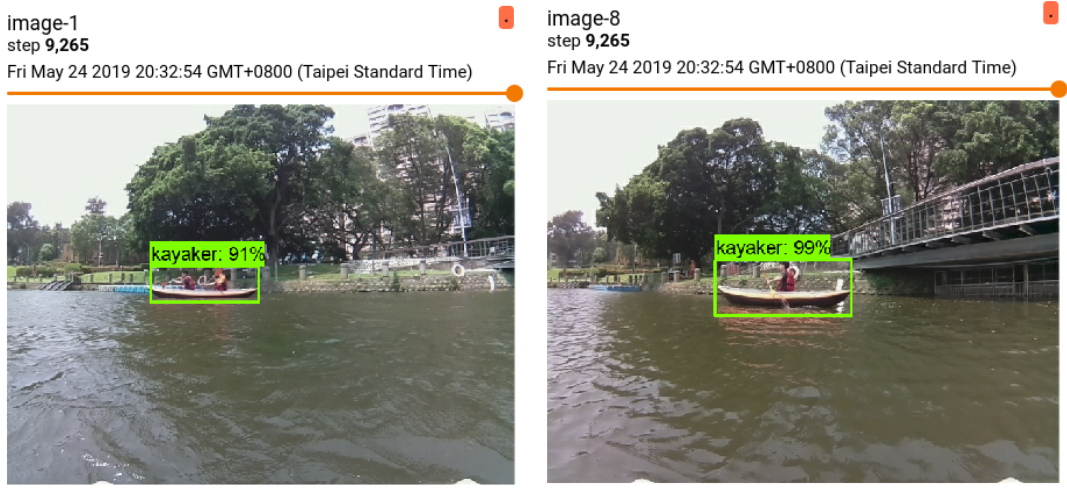 image-1
step 9,265
Fri May 24 2019 20:32:54 GMT+0800 (Taipei Standard Time)
kayaker: 91%
image-8
step 9,265
Fri May 24 2019 20:32:54 GMT+0800 (Taipei Standard Time)
kayaker: 99%